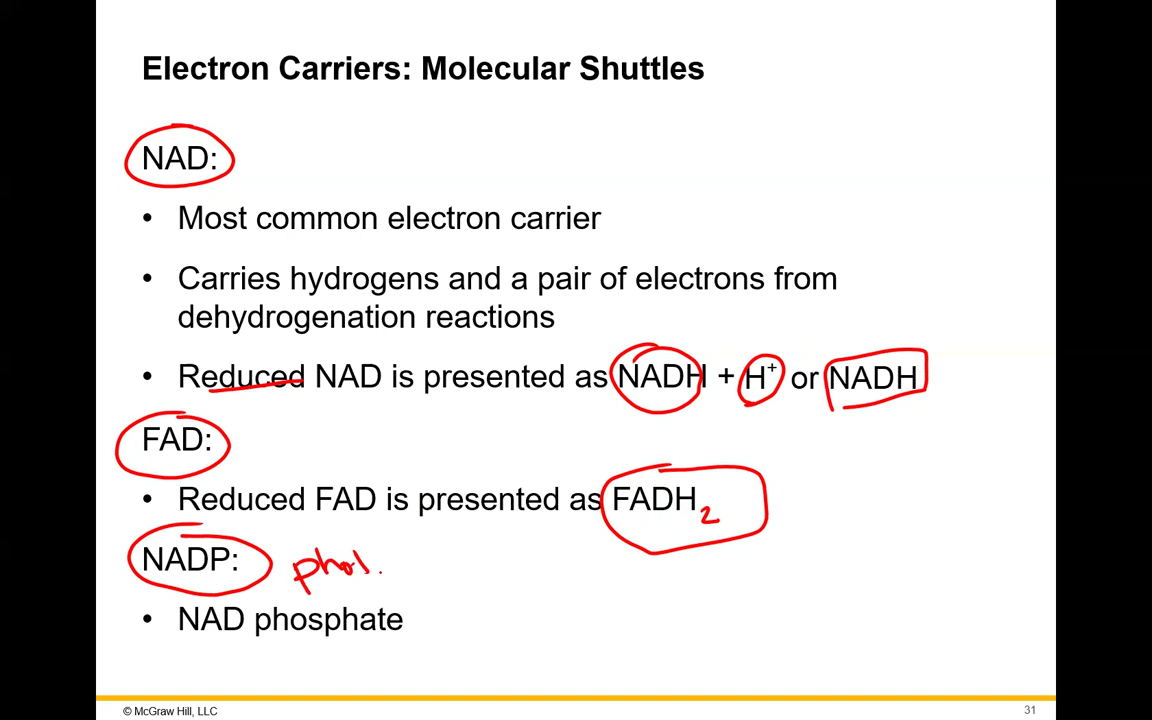 Electron Carriers: Molecular Shuttles
NAD:
• Most common electron carrier
• Carries hydrogens and a pair of electrons from
dehydrogenation reactions
• Reduced NAD is presented as NADH + H⁺ or NADH
FAD:
• Reduced FAD is presented as FADH₂
NADP:
• NAD phosphate
© McGraw Hill, LLC
31